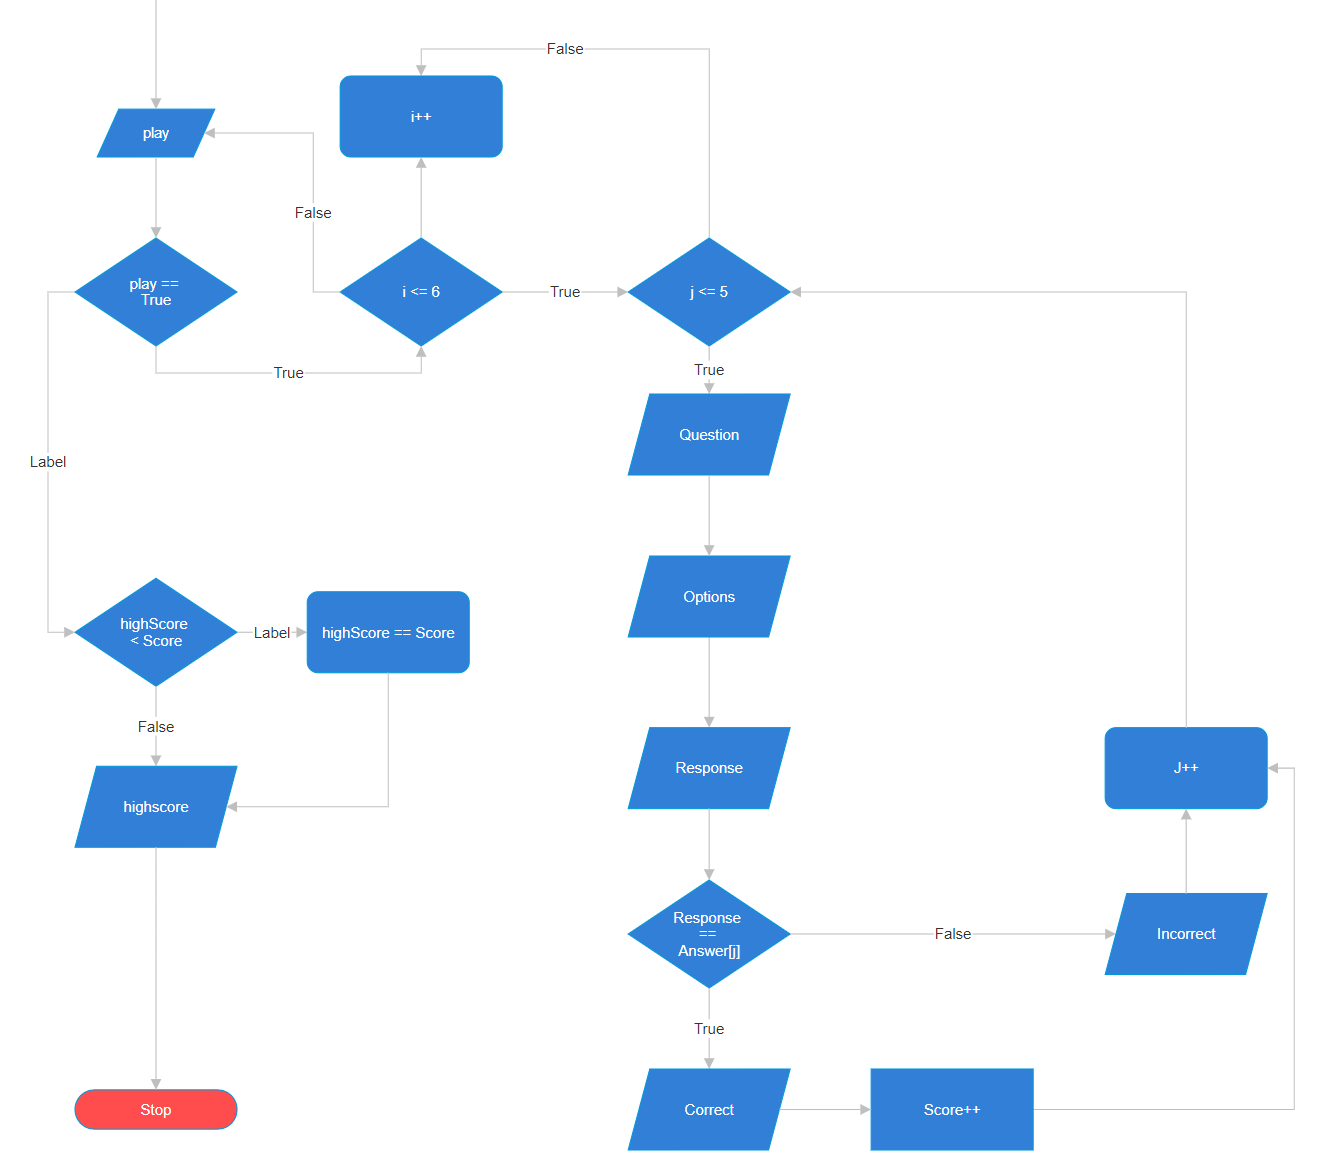 False
i++
play
False
play ==
True
i <= 6
True
j <= 5
True
True
Question
Label
Options
highScore
< Score
Label
highScore == Score
False
highscore
Response
J++
Response
==
Answer[j]
False
Incorrect
True
Stop
Correct
Score++